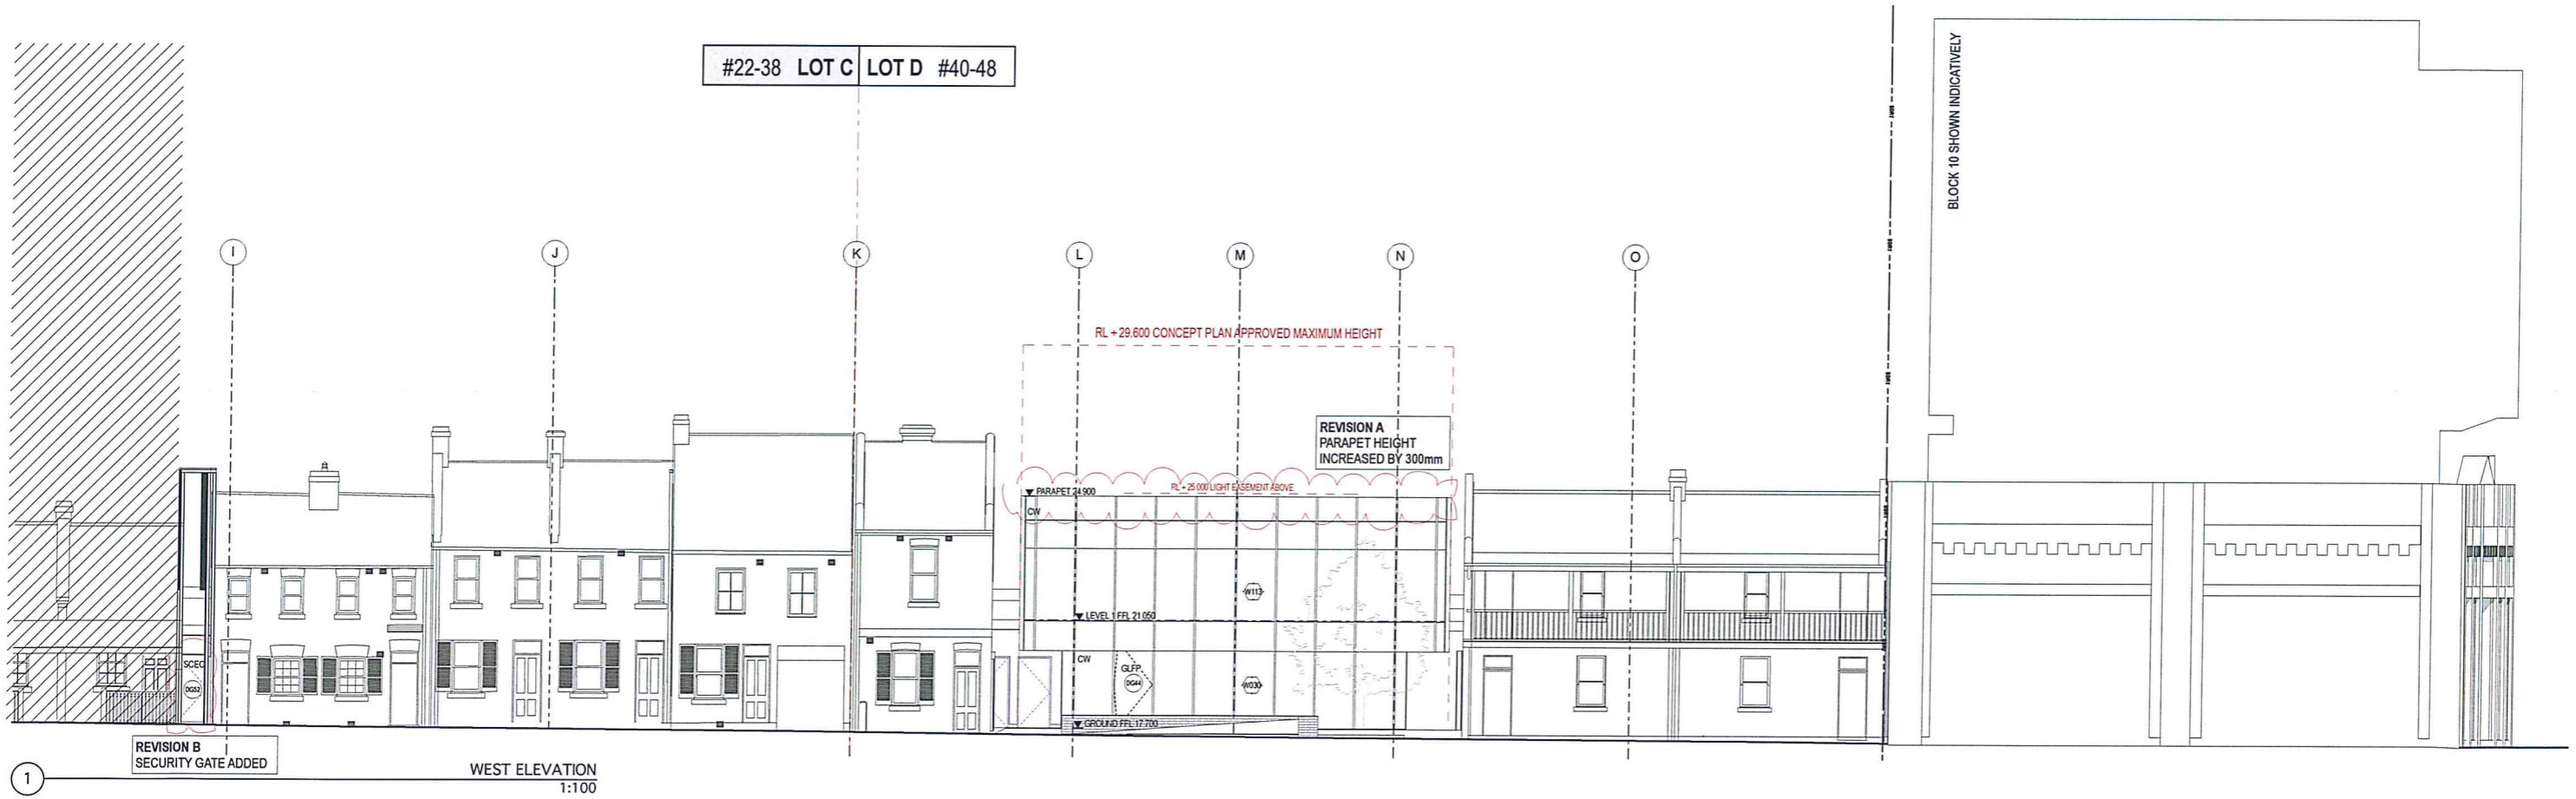 #22-38 LOT C LOT D #40-48
BLOCK 10 SHOWN INDICATIVELY
I
J
K
L
M
N
O
RL + 29.600 CONCEPT PLAN APPROVED MAXIMUM HEIGHT
REVISION A
PARAPET HEIGHT
INCREASED BY 300mm
RL + 25.000 LIGHT EASEMENT ABOVE
PARAPET 24 900
CW
W113
LEVEL 1 FFL 21 050
CW
GLFP
DG44
W030
SCEC
DG52
GROUND FFL 17 700
REVISION B
SECURITY GATE ADDED
1
WEST ELEVATION
1:100